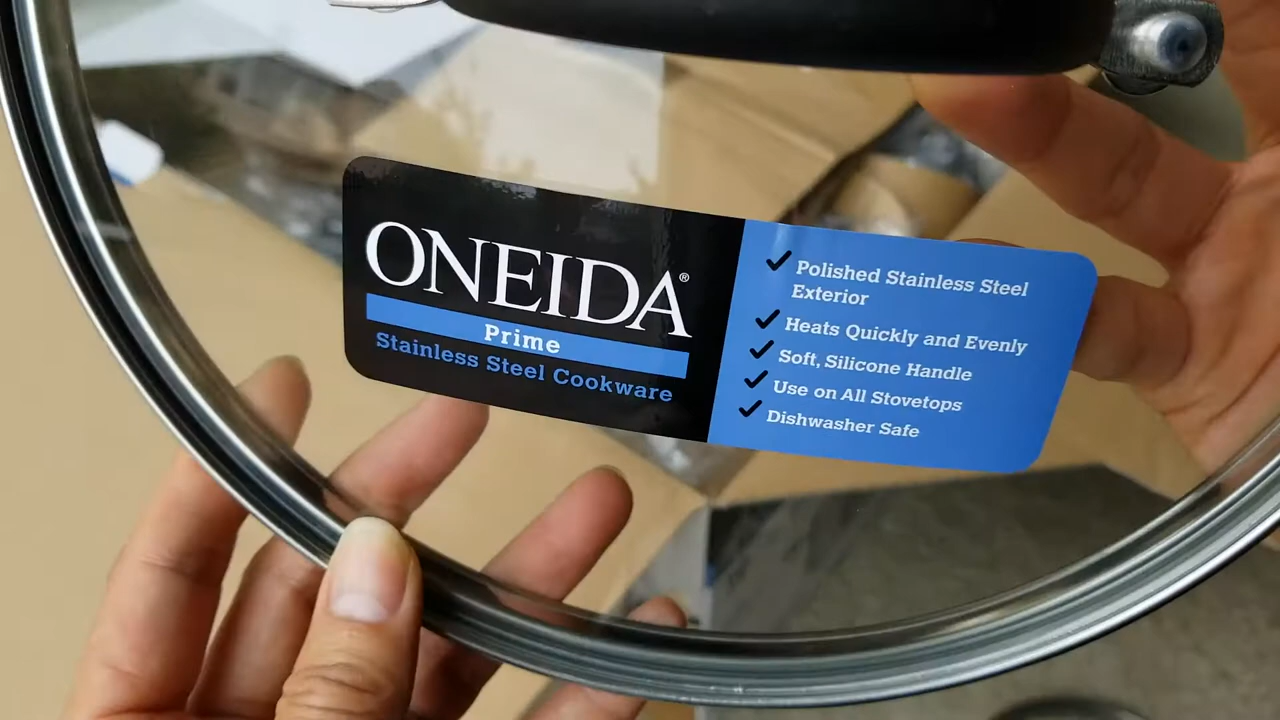 ONEIDA®
Prime
Stainless Steel Cookware
✓ Polished Stainless Steel
Exterior
✓ Heats Quickly and Evenly
✓ Soft, Silicone Handle
✓ Use on All Stovetops
✓ Dishwasher Safe